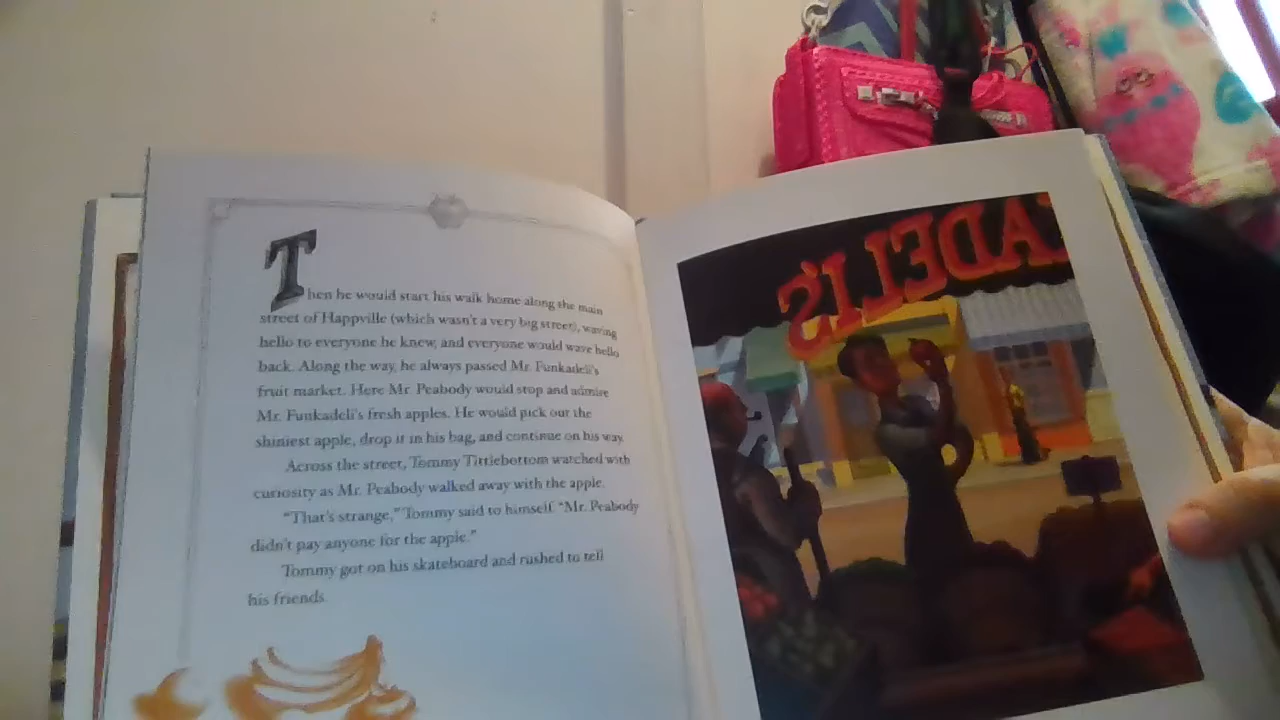 Then he would start his walk home along the main
street of Happville (which wasn't a very big street), waving
hello to everyone he knew, and everyone would wave hello
back. Along the way, he always passed Mr. Funkadeli's
fruit market. Here Mr. Peabody would stop and admire
Mr. Funkadeli's fresh apples. He would pick out the
shiniest apple, drop it in his bag, and continue on his way.
Across the street, Tommy Tittlebottom watched with
curiosity as Mr. Peabody walked away with the apple.
"That's strange," Tommy said to himself. "Mr. Peabody
didn't pay anyone for the apple."
Tommy got on his skateboard and rushed to tell
his friends.
ADELI'S